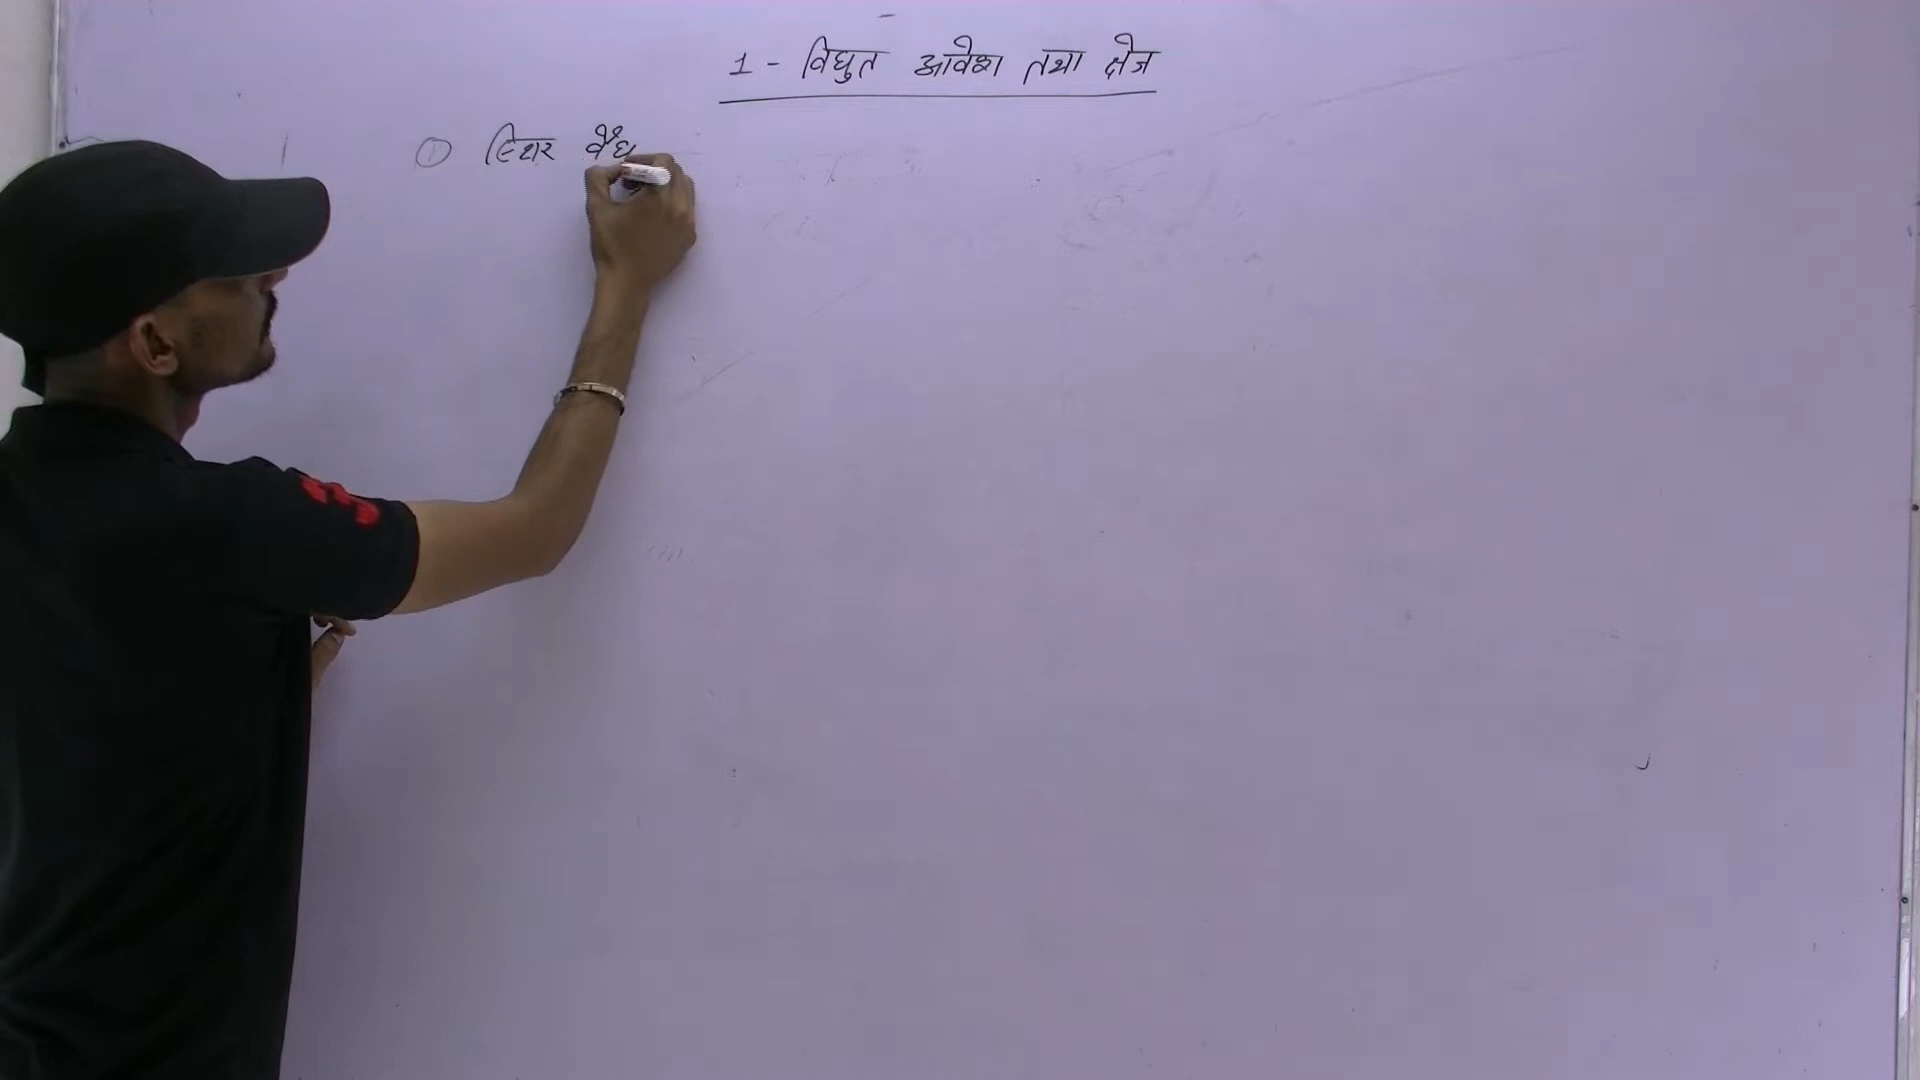 1 - विद्युत आवेश तथा क्षेत्र
① स्थिर वैद्यु